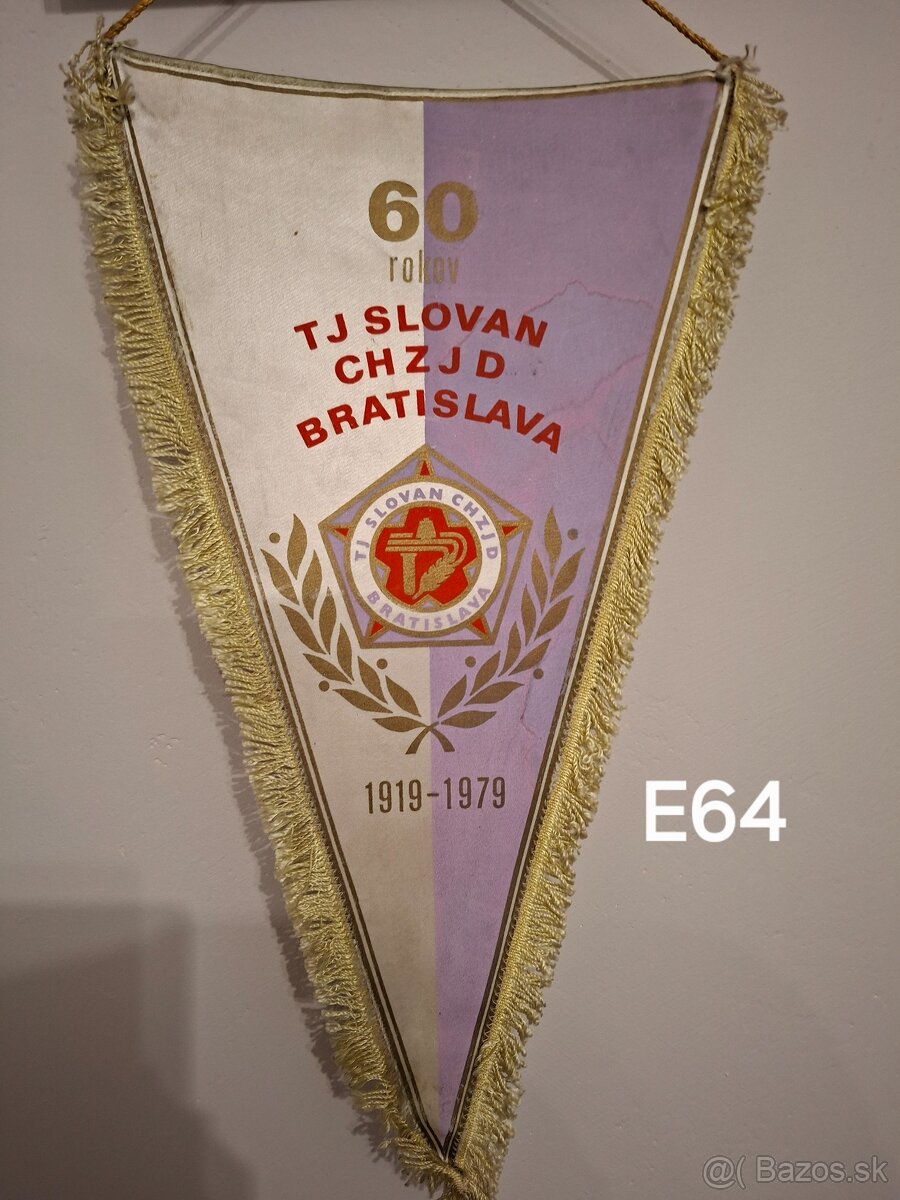 60
rokov
TJ SLOVAN
CHZJD
BRATISLAVA
TJ SLOVAN CHZJD
BRATISLAVA
1919-1979
E64
@( Bazos.sk